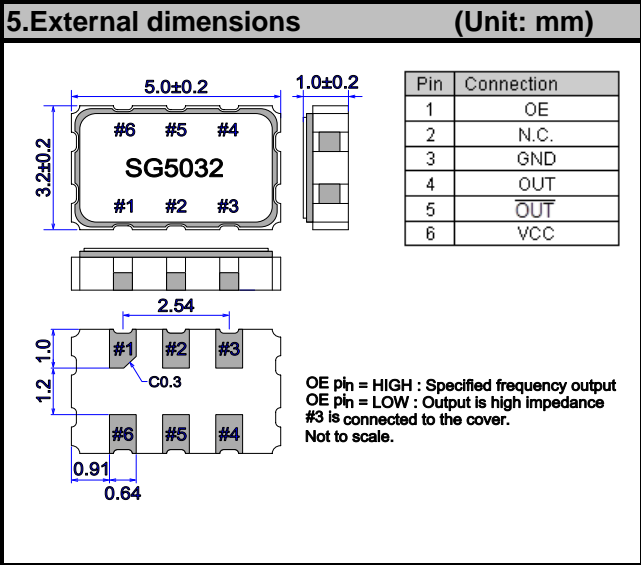 5.External dimensions (Unit: mm)
5.0±0.2
1.0±0.2
3.2±0.2
#6 #5 #4
SG5032
#1 #2 #3
Pin Connection
1 OE
2 N.C.
3 GND
4 OUT
5 O̅U̅T̅
6 VCC
2.54
1.0
1.2
#1 #2 #3
C0.3
#6 #5 #4
0.91
0.64
OE pin = HIGH : Specified frequency output
OE pin = LOW : Output is high impedance
#3 is connected to the cover.
Not to scale.